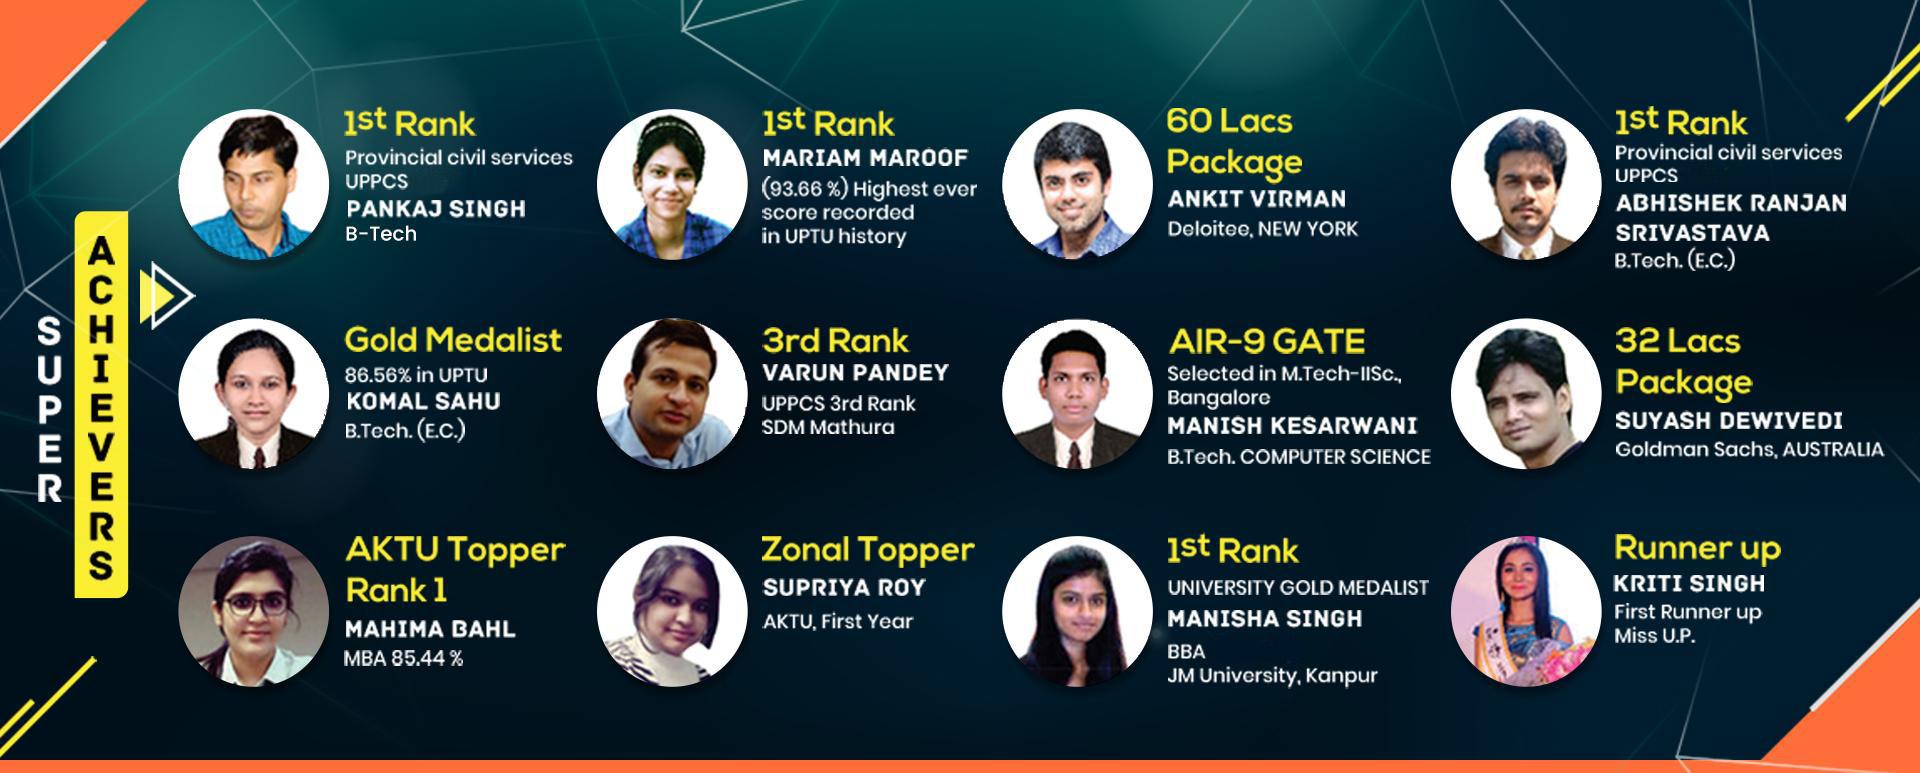 SUPER
ACHIEVERS
1st Rank
Provincial civil services
UPPCS
PANKAJ SINGH
B-Tech
1st Rank
MARIAM MAROOF
(93.66 %) Highest ever
score recorded
in UPTU history
60 Lacs
Package
ANKIT VIRMAN
Deloitee, NEW YORK
1st Rank
Provincial civil services
UPPCS
ABHISHEK RANJAN
SRIVASTAVA
B.Tech. (E.C.)
Gold Medalist
86.56% in UPTU
KOMAL SAHU
B.Tech. (E.C.)
3rd Rank
VARUN PANDEY
UPPCS 3rd Rank
SDM Mathura
AIR-9 GATE
Selected in M.Tech-IISc.,
Bangalore
MANISH KESARWANI
B.Tech. COMPUTER SCIENCE
32 Lacs
Package
SUYASH DEWIVEDI
Goldman Sachs, AUSTRALIA
AKTU Topper
Rank 1
MAHIMA BAHL
MBA 85.44 %
Zonal Topper
SUPRIYA ROY
AKTU, First Year
1st Rank
UNIVERSITY GOLD MEDALIST
MANISHA SINGH
BBA
JM University, Kanpur
Runner up
KRITI SINGH
First Runner up
Miss U.P.